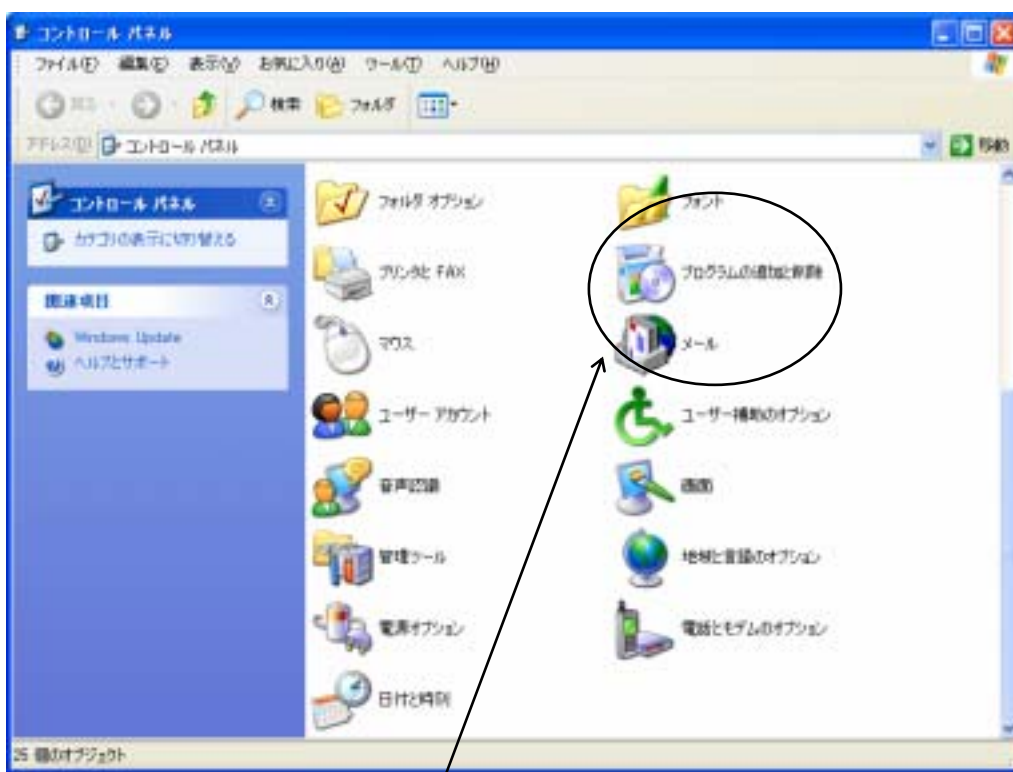 コントロール パネル
ファイル(F) 編集(E) 表示(V) お気に入り(A) ツール(T) ヘルプ(H)
戻る 検索 フォルダ
アドレス(D) コントロール パネル 移動
コントロール パネル
カテゴリの表示に切り替える
関連項目
Windows Update
ヘルプとサポート
フォルダ オプション
フォント
プリンタと FAX
プログラムの追加と削除
マウス
メール
ユーザー アカウント
ユーザー補助のオプション
音声認識
画面
管理ツール
地域と言語のオプション
電源オプション
電話とモデムのオプション
日付と時刻
25 個のオブジェクト